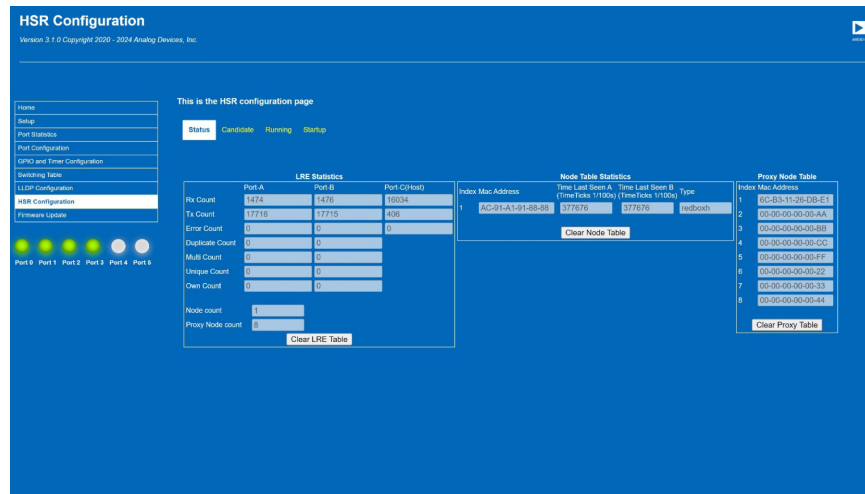 HSR Configuration
Version 3.1.0 Copyright 2020 - 2024 Analog Devices, Inc.
Home
Setup
Port Statistics
Port Configuration
GPIO and Timer Configuration
Switching Table
LLDP Configuration
HSR Configuration
Firmware Update
Port 0 Port 1 Port 2 Port 3 Port 4 Port 5
This is the HSR configuration page
Status Candidate Running Startup
LRE Statistics
Port-A Port-B Port-C(Host)
Rx Count 1474 1476 16034
Tx Count 17716 17715 406
Error Count 0 0 0
Duplicate Count 0 0
Multi Count 0 0
Unique Count 0 0
Own Count 0 0
Node count 1
Proxy Node count 8
Clear LRE Table
Node Table Statistics
Index Mac Address Time Last Seen A (TimeTicks 1/100s) Time Last Seen B (TimeTicks 1/100s) Type
1 AC-91-A1-91-88-88 377676 377676 redboxh
Clear Node Table
Proxy Node Table
Index Mac Address
1 6C-B3-11-26-DB-E1
2 00-00-00-00-00-AA
3 00-00-00-00-00-BB
4 00-00-00-00-00-CC
5 00-00-00-00-00-FF
6 00-00-00-00-00-22
7 00-00-00-00-00-33
8 00-00-00-00-00-44
Clear Proxy Table